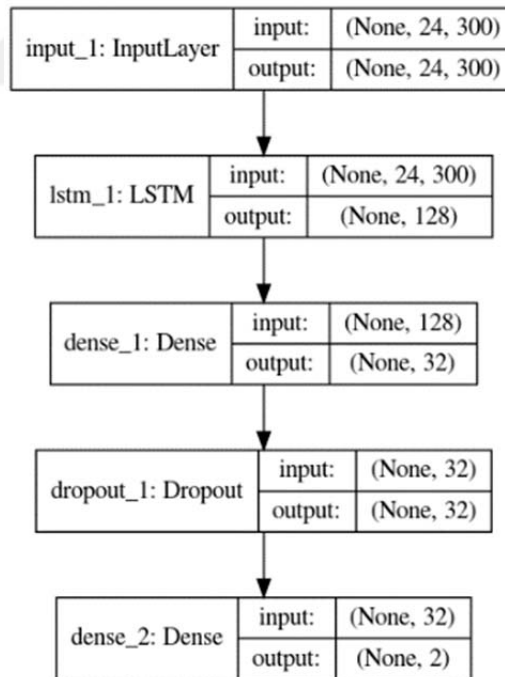 input_1: InputLayer
input: (None, 24, 300)
output: (None, 24, 300)
lstm_1: LSTM
input: (None, 24, 300)
output: (None, 128)
dense_1: Dense
input: (None, 128)
output: (None, 32)
dropout_1: Dropout
input: (None, 32)
output: (None, 32)
dense_2: Dense
input: (None, 32)
output: (None, 2)